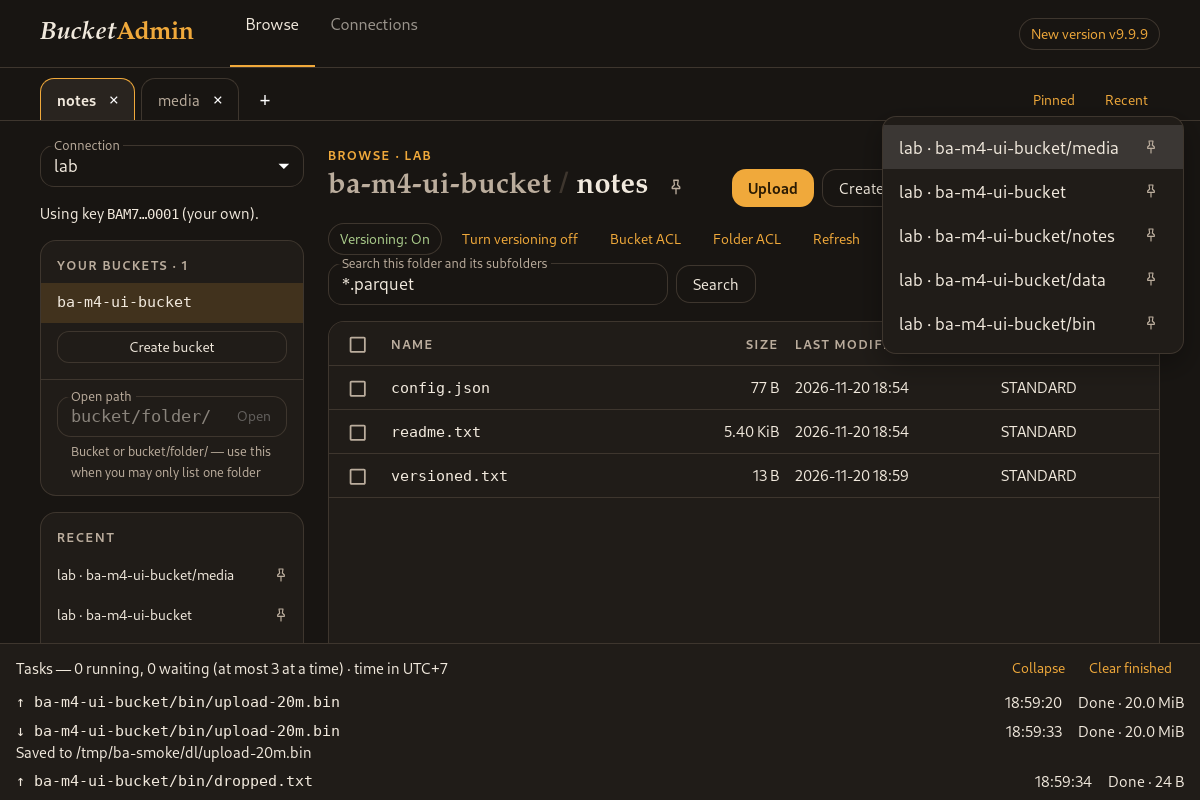 BucketAdmin Browse Connections New version v9.9.9
notes × media × + Pinned Recent
Connection
lab
Using key BAM7…0001 (your own).
YOUR BUCKETS · 1
ba-m4-ui-bucket
Create bucket
Open path
bucket/folder/ Open
Bucket or bucket/folder/ — use this
when you may only list one folder
RECENT
lab · ba-m4-ui-bucket/media
lab · ba-m4-ui-bucket
BROWSE · LAB
ba-m4-ui-bucket / notes
Upload Create
Versioning: On Turn versioning off Bucket ACL Folder ACL Refresh
Search this folder and its subfolders
*.parquet Search
lab · ba-m4-ui-bucket/media
lab · ba-m4-ui-bucket
lab · ba-m4-ui-bucket/notes
lab · ba-m4-ui-bucket/data
lab · ba-m4-ui-bucket/bin
NAME SIZE LAST MODIF
config.json 77 B 2026-11-20 18:54 STANDARD
readme.txt 5.40 KiB 2026-11-20 18:54 STANDARD
versioned.txt 13 B 2026-11-20 18:59 STANDARD
Tasks — 0 running, 0 waiting (at most 3 at a time) · time in UTC+7 Collapse Clear finished
↑ ba-m4-ui-bucket/bin/upload-20m.bin 18:59:20 Done · 20.0 MiB
↓ ba-m4-ui-bucket/bin/upload-20m.bin 18:59:33 Done · 20.0 MiB
Saved to /tmp/ba-smoke/dl/upload-20m.bin
↑ ba-m4-ui-bucket/bin/dropped.txt 18:59:34 Done · 24 B